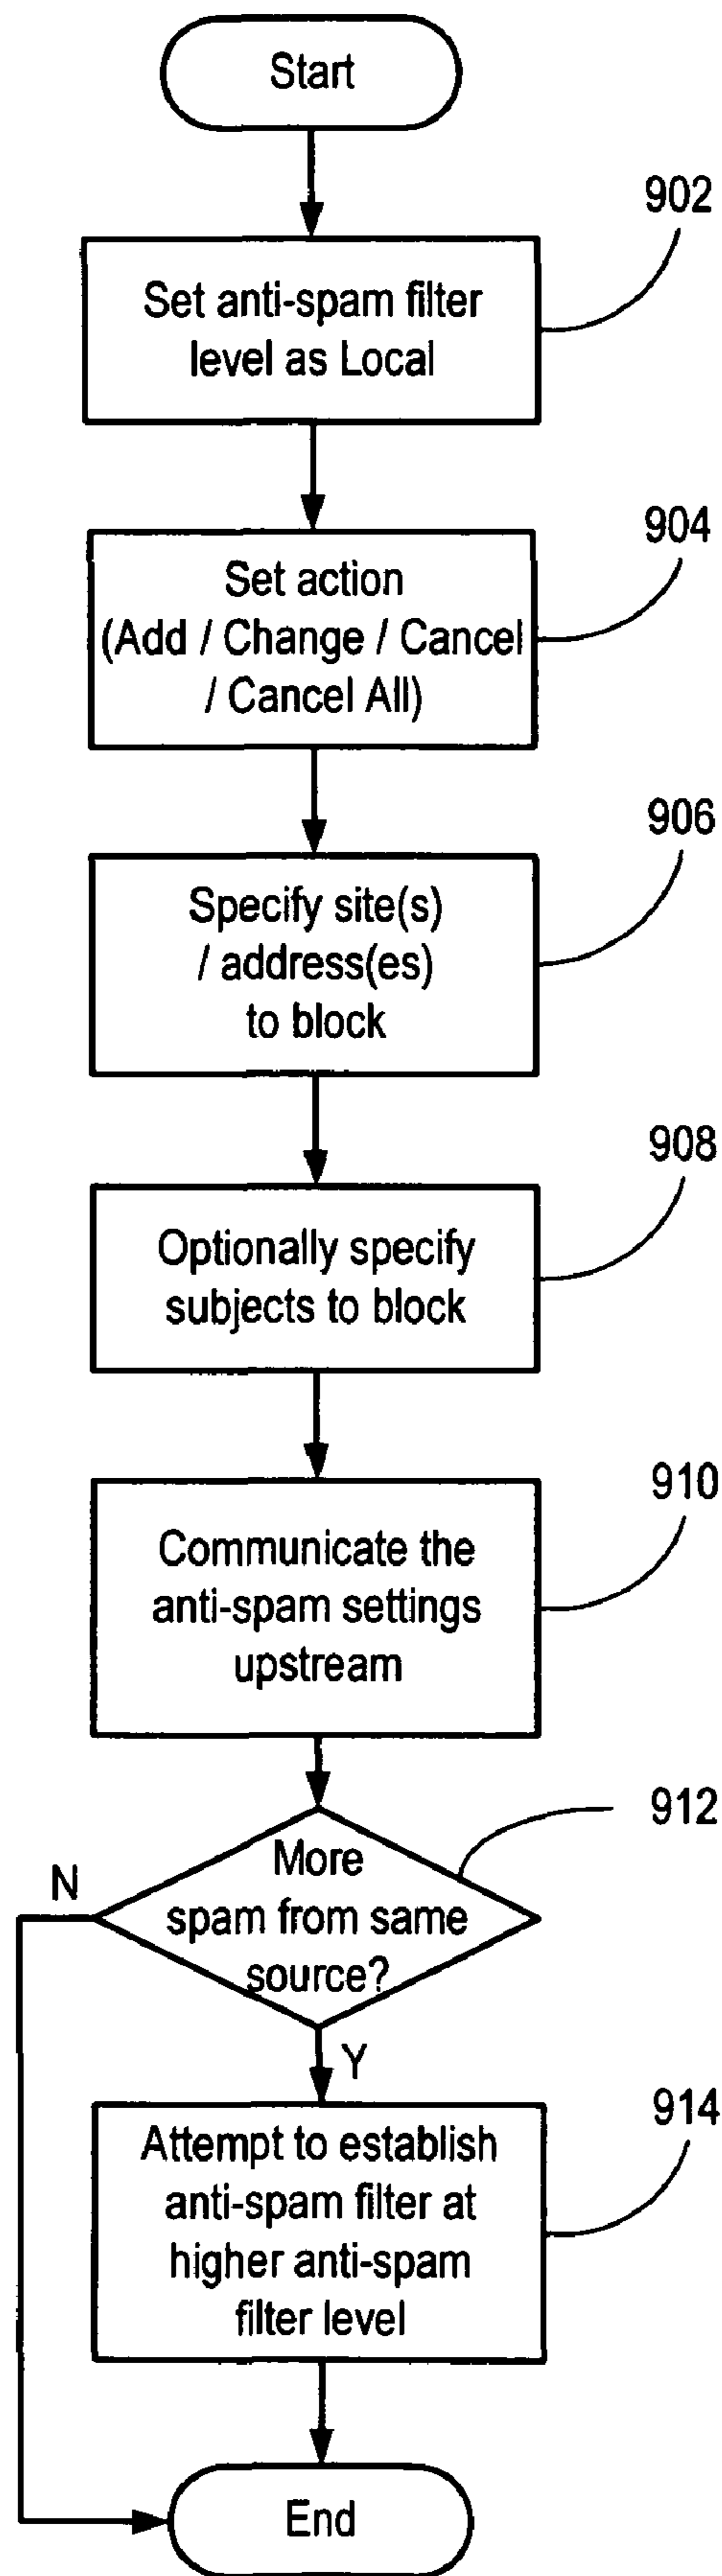 Start
902
Set anti-spam filter
level as Local
904
Set action
(Add / Change / Cancel
/ Cancel All)
906
Specify site(s)
/ address(es)
to block
908
Optionally specify
subjects to block
910
Communicate the
anti-spam settings
upstream
912
More
spam from same
source?
N
Y
914
Attempt to establish
anti-spam filter at
higher anti-spam
filter level
End